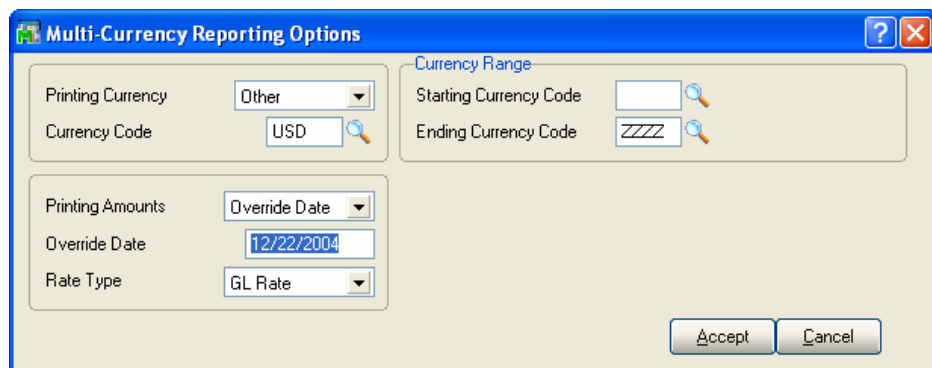 Multi-Currency Reporting Options
?
Printing Currency Other
Currency Code USD
Currency Range
Starting Currency Code
Ending Currency Code ZZZZ
Printing Amounts Override Date
Override Date 12/22/2004
Rate Type GL Rate
Accept Cancel